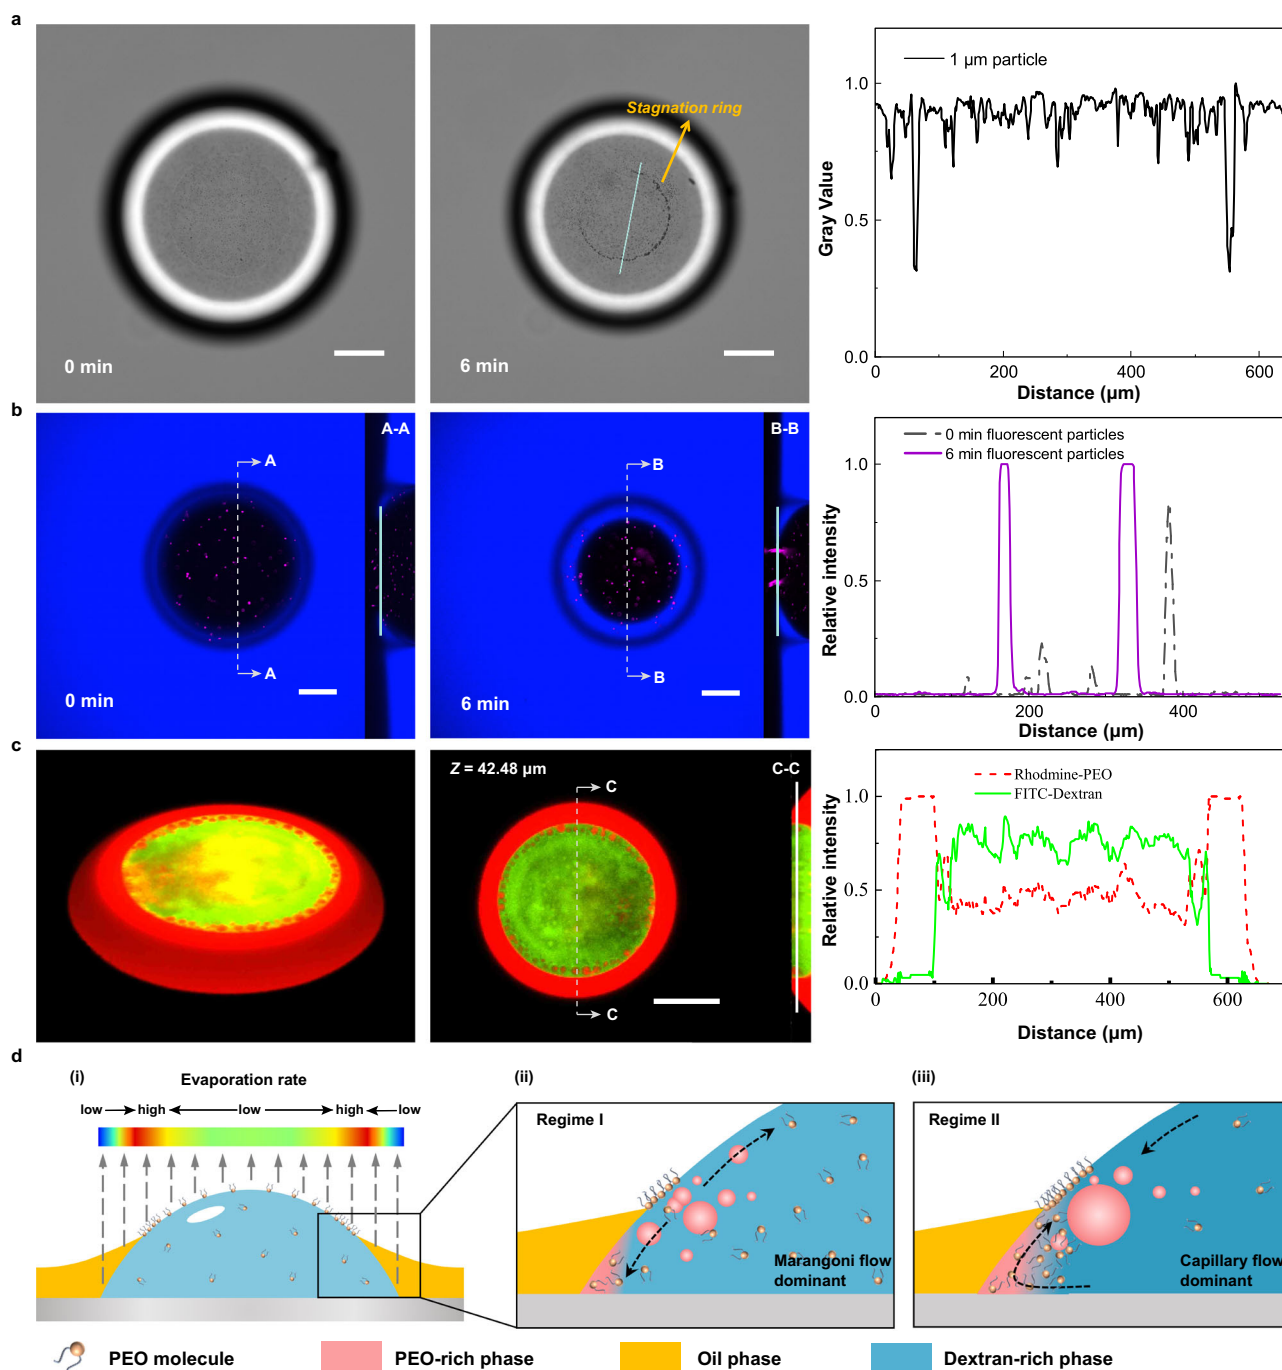 a
Stagnation ring
0 min
6 min
1 µm particle
1.0
0.5
0.0
Gray Value
0 200 400 600
Distance (µm)
b
A-A
A
A
0 min
B-B
B
B
6 min
0 min fluorescent particles
6 min fluorescent particles
1.0
0.5
0.0
Relative intensity
0 200 400
Distance (µm)
c
Z = 42.48 µm
C-C
C
C
Rhodmine-PEO
FITC-Dextran
1.0
0.5
0.0
Relative intensity
0 200 400 600
Distance (µm)
d
(i)
Evaporation rate
low high low high low
(ii)
Regime I
Marangoni flow
dominant
(iii)
Regime II
Capillary flow
dominant
PEO molecule PEO-rich phase Oil phase Dextran-rich phase